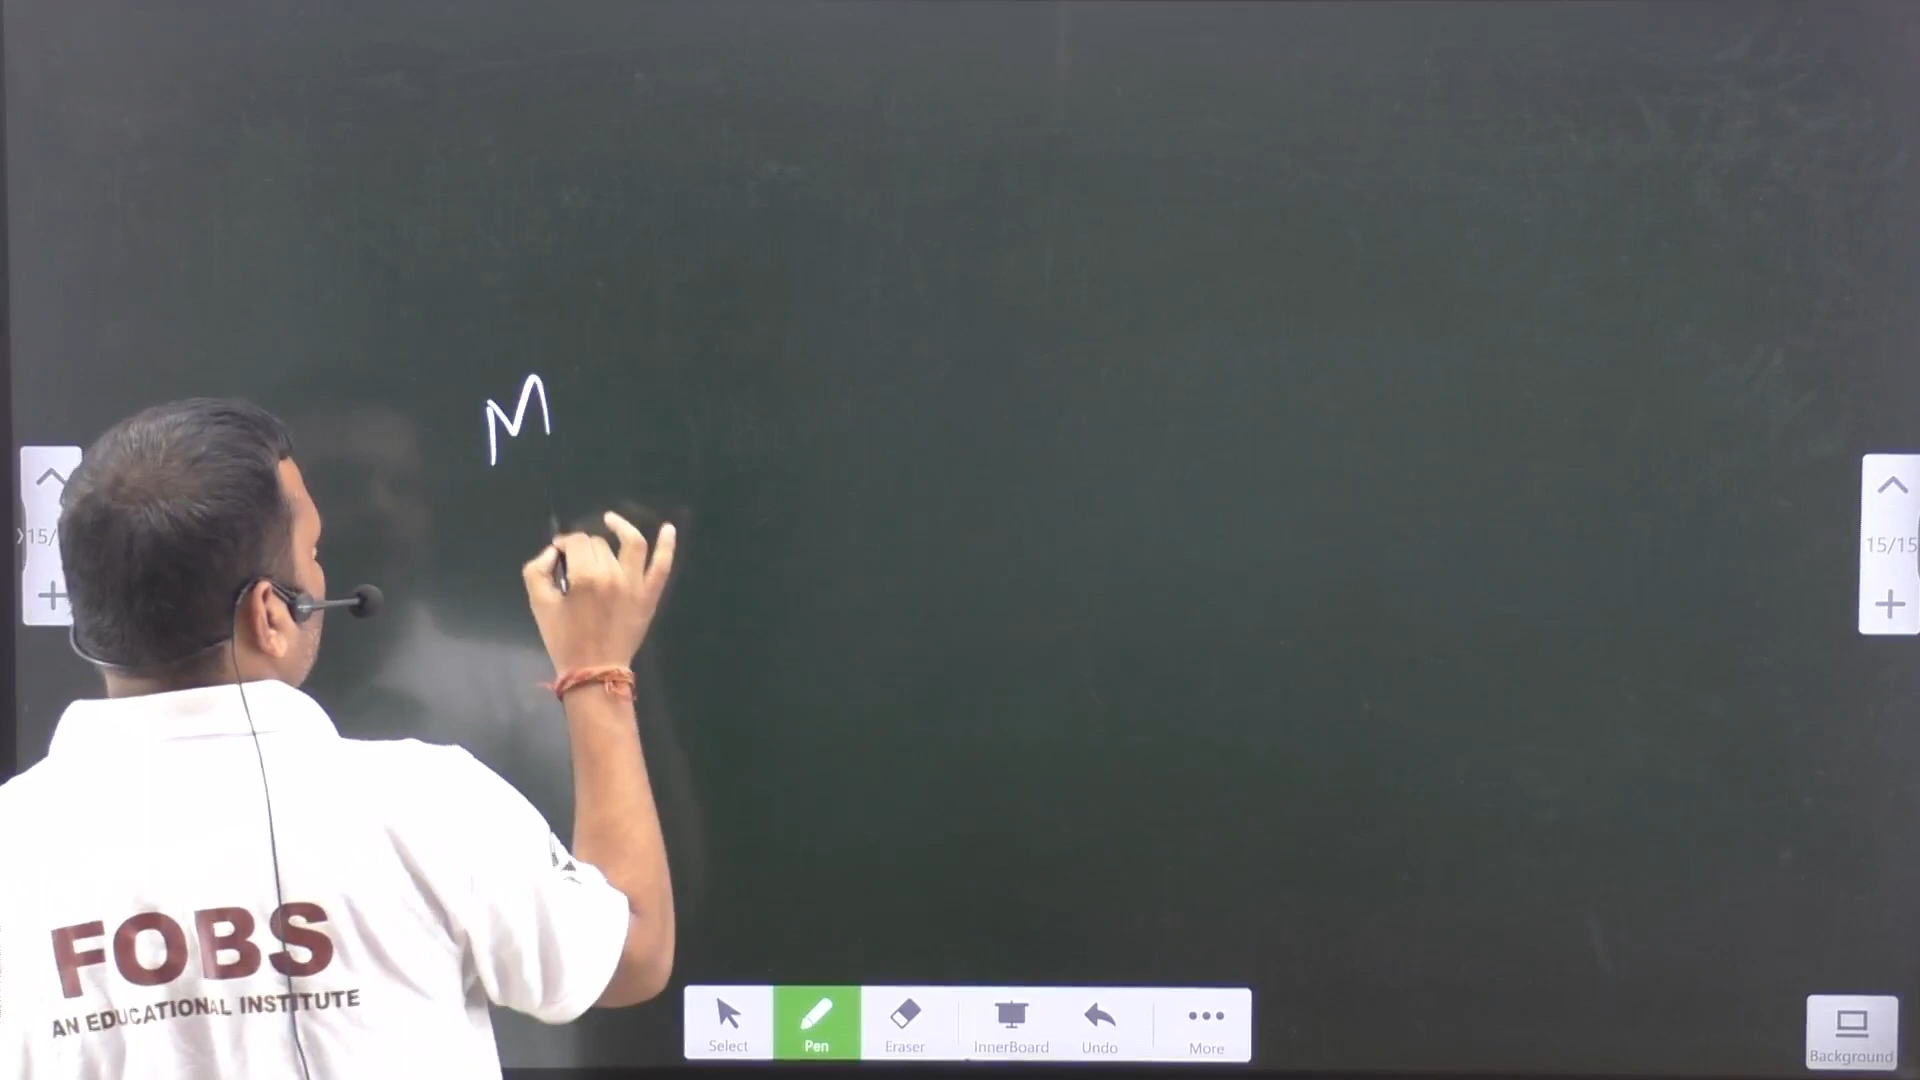 M
15/
15/15
FOBS
AN EDUCATIONAL INSTITUTE
Select
Pen
Eraser
InnerBoard
Undo
More
Background